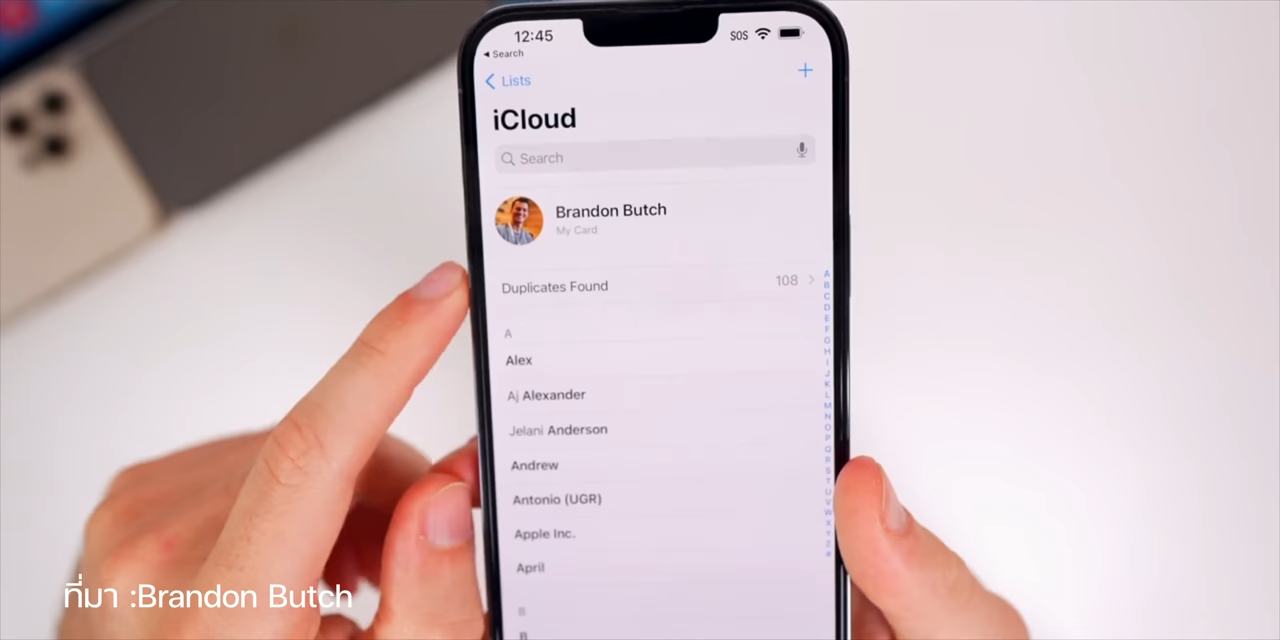 12:45
SOS
Search
Lists
+
iCloud
Search
Brandon Butch
My Card
Duplicates Found 108
A
Alex
Aj Alexander
Jelani Anderson
Andrew
Antonio (UGR)
Apple Inc.
April
B
A
B
C
D
E
F
G
H
I
J
K
L
M
N
O
P
Q
R
S
T
U
V
W
X
Y
Z
#
ที่มา :Brandon Butch